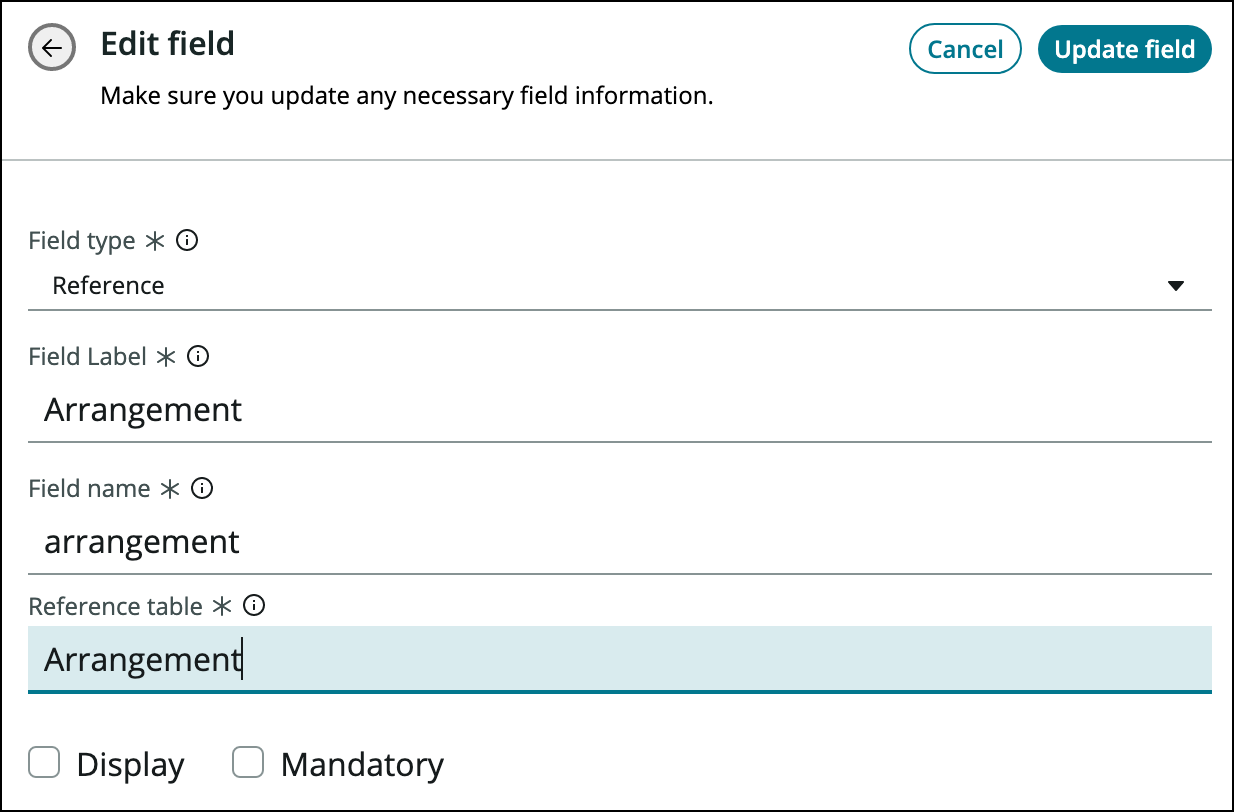 Edit field
Cancel
Update field
Make sure you update any necessary field information.
Field type *
Reference
Field Label *
Arrangement
Field name *
arrangement
Reference table *
Arrangement
Display
Mandatory